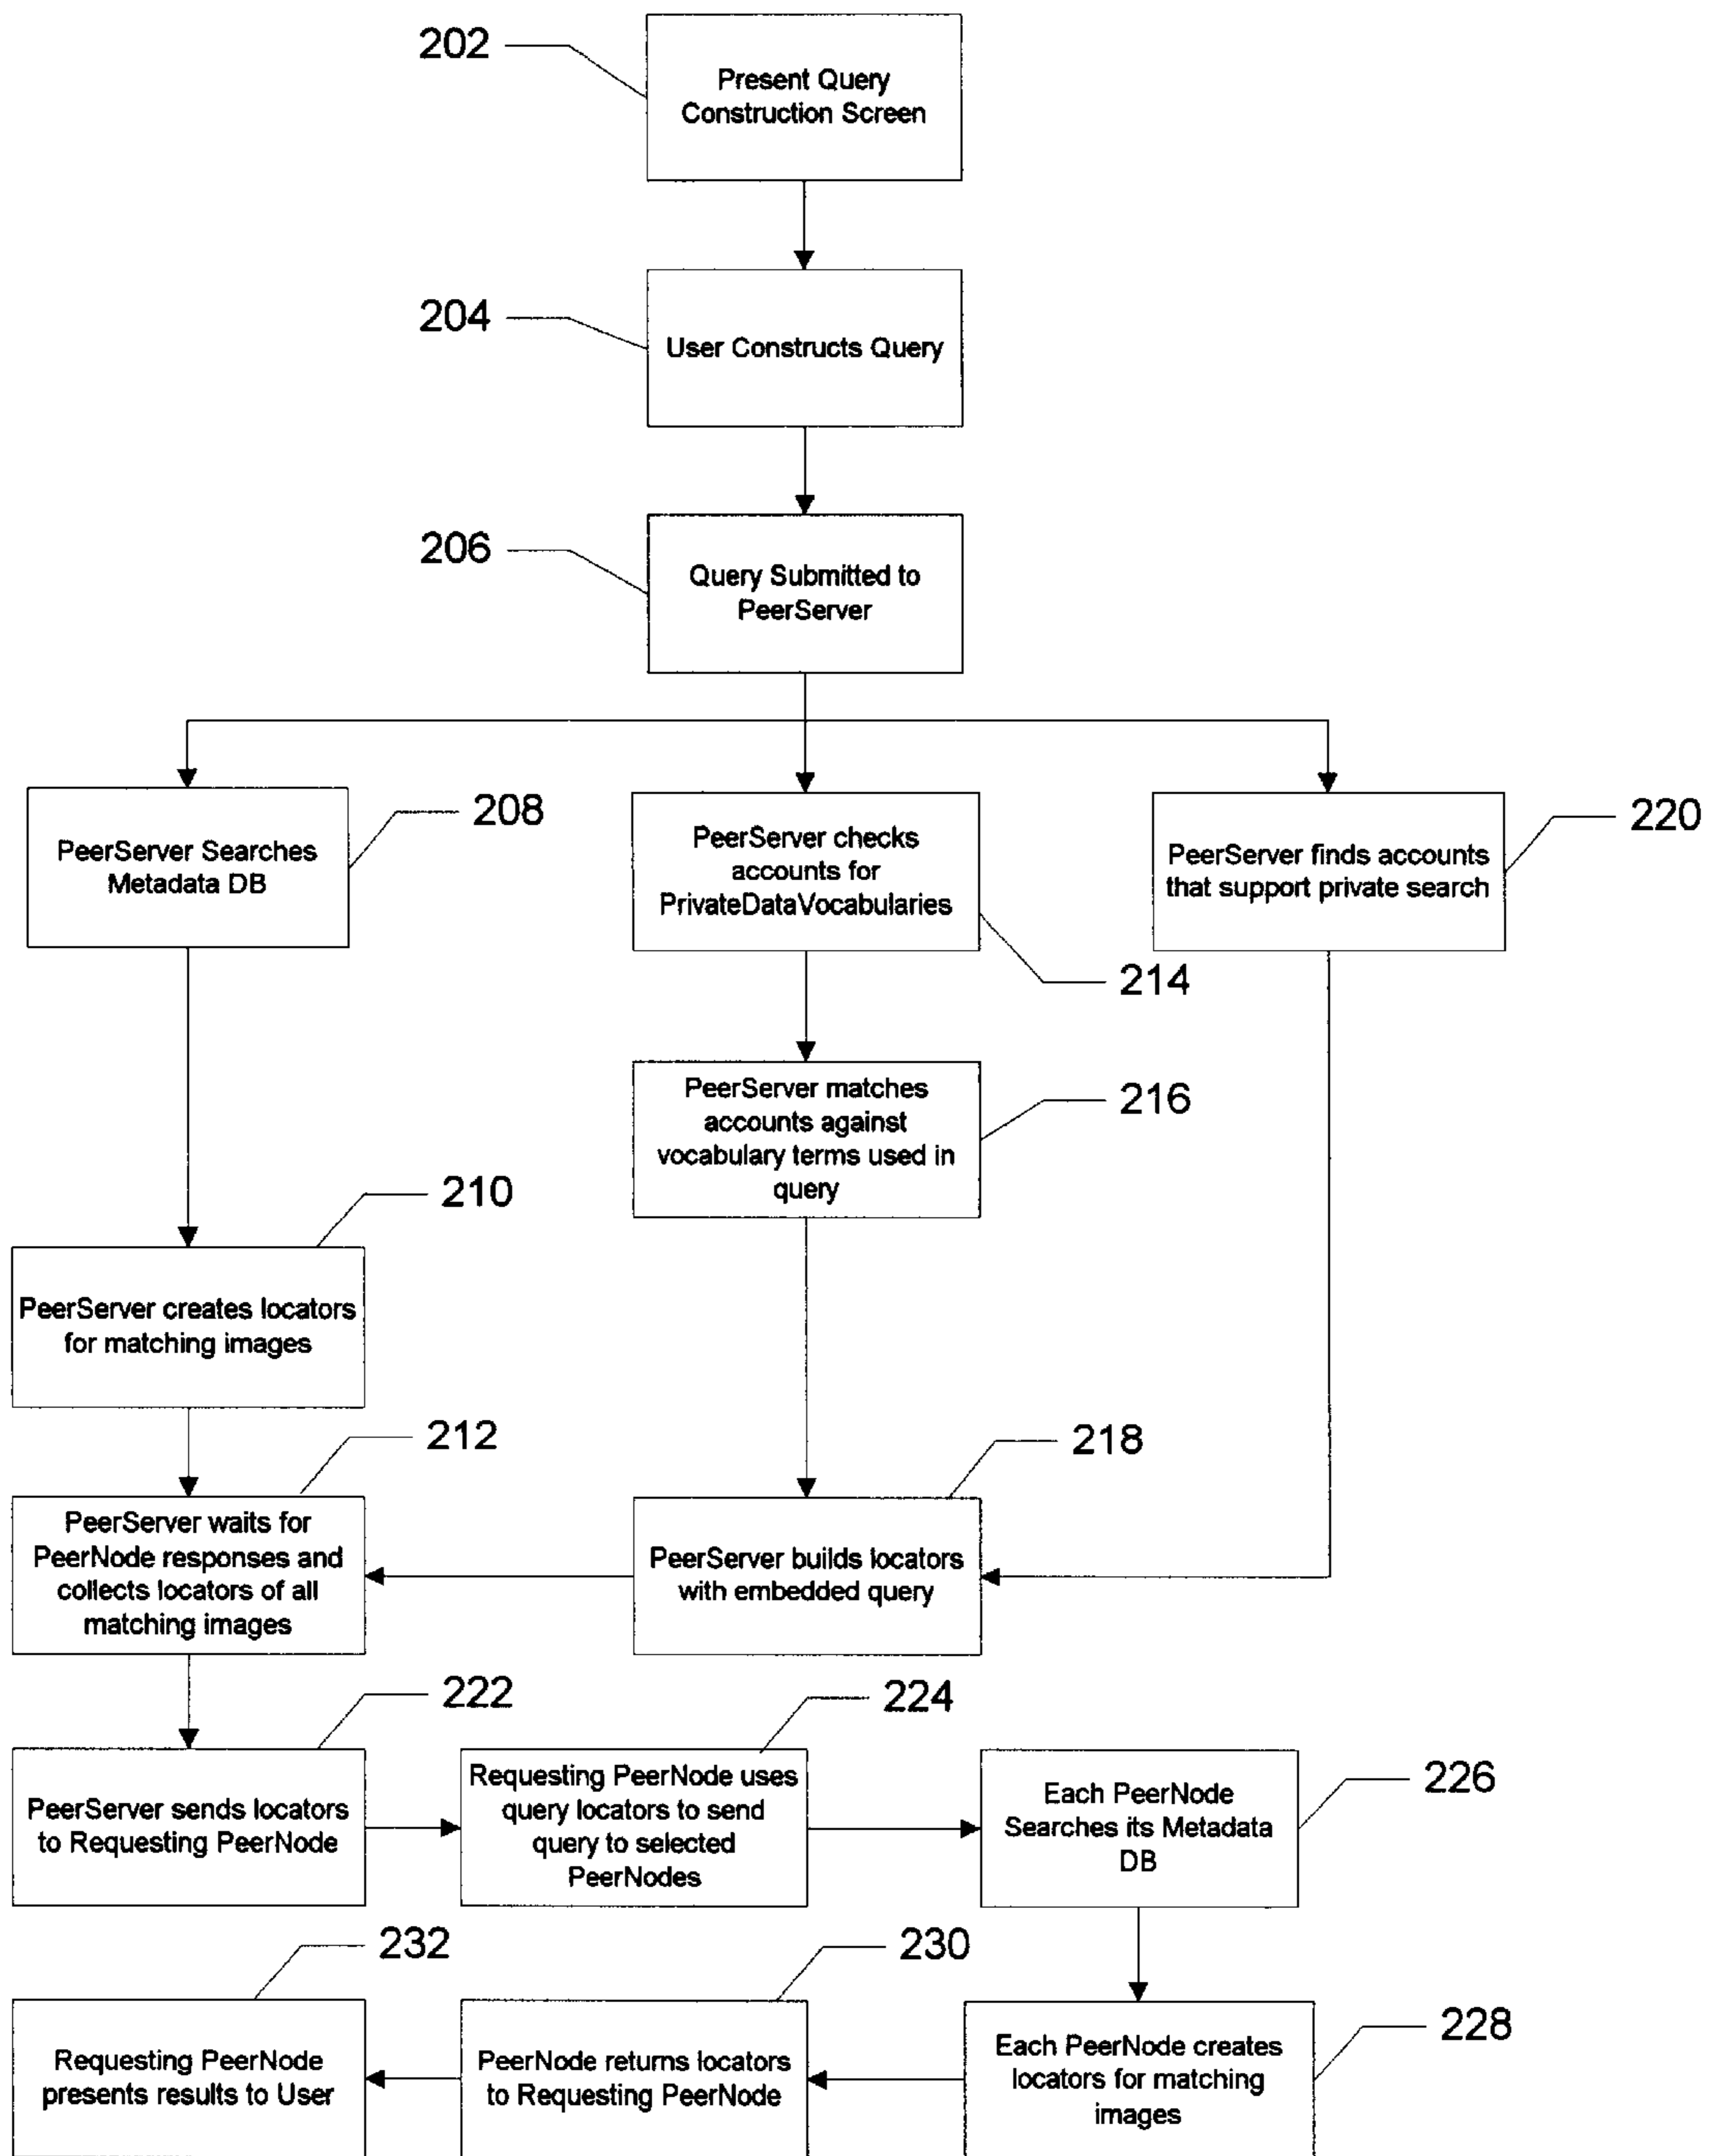 202
Present Query
Construction Screen
204
User Constructs Query
206
Query Submitted to
PeerServer
PeerServer Searches
Metadata DB
208
PeerServer checks
accounts for
PrivateDataVocabularies
214
PeerServer finds accounts
that support private search
220
PeerServer matches
accounts against
vocabulary terms used in
query
216
210
PeerServer creates locators
for matching images
212
PeerServer waits for
PeerNode responses and
collects locators of all
matching images
218
PeerServer builds locators
with embedded query
222
PeerServer sends locators
to Requesting PeerNode
224
Requesting PeerNode uses
query locators to send
query to selected
PeerNodes
226
Each PeerNode
Searches its Metadata
DB
232
Requesting PeerNode
presents results to User
230
PeerNode returns locators
to Requesting PeerNode
228
Each PeerNode creates
locators for matching
images